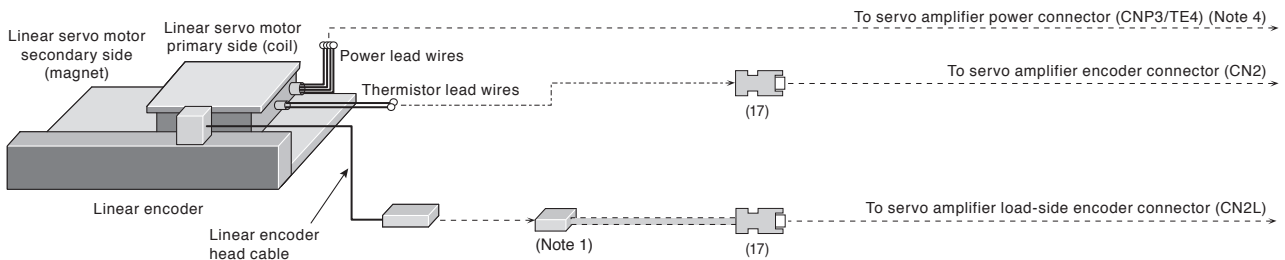 To servo amplifier power connector (CNP3/TE4) (Note 4)
Linear servo motor
secondary side
(magnet)
Linear servo motor
primary side (coil)
Power lead wires
To servo amplifier encoder connector (CN2)
Thermistor lead wires
(17)
Linear encoder
To servo amplifier load-side encoder connector (CN2L)
Linear encoder
head cable
(Note 1)
(17)